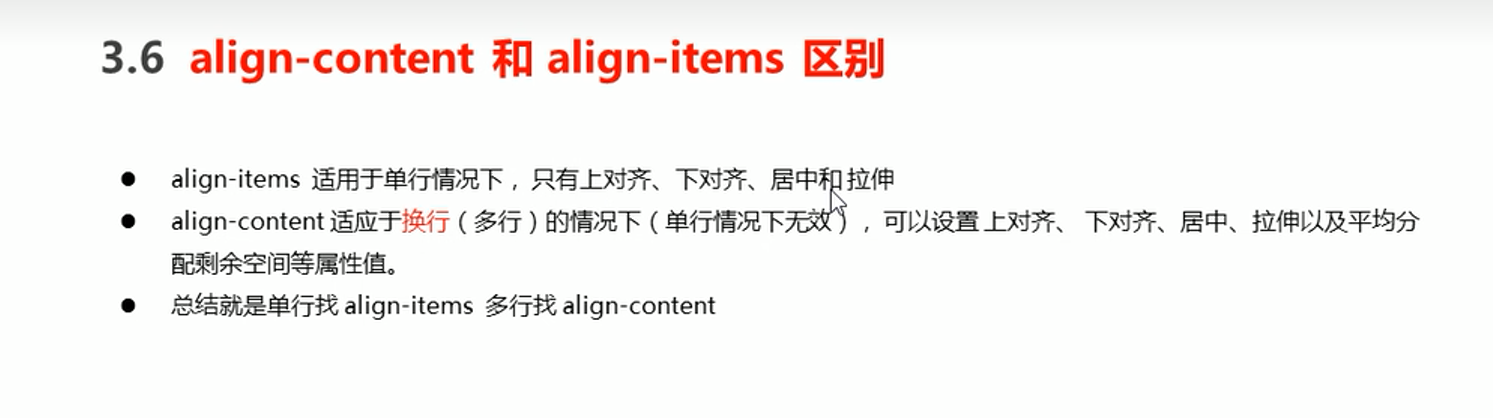 3.6 align-content 和 align-items 区别
● align-items 适用于单行情况下，只有上对齐、下对齐、居中和 拉伸
● align-content 适应于换行（多行）的情况下（单行情况下无效），可以设置 上对齐、 下对齐、居中、拉伸以及平均分
配剩余空间等属性值。
● 总结就是单行找 align-items 多行找 align-content